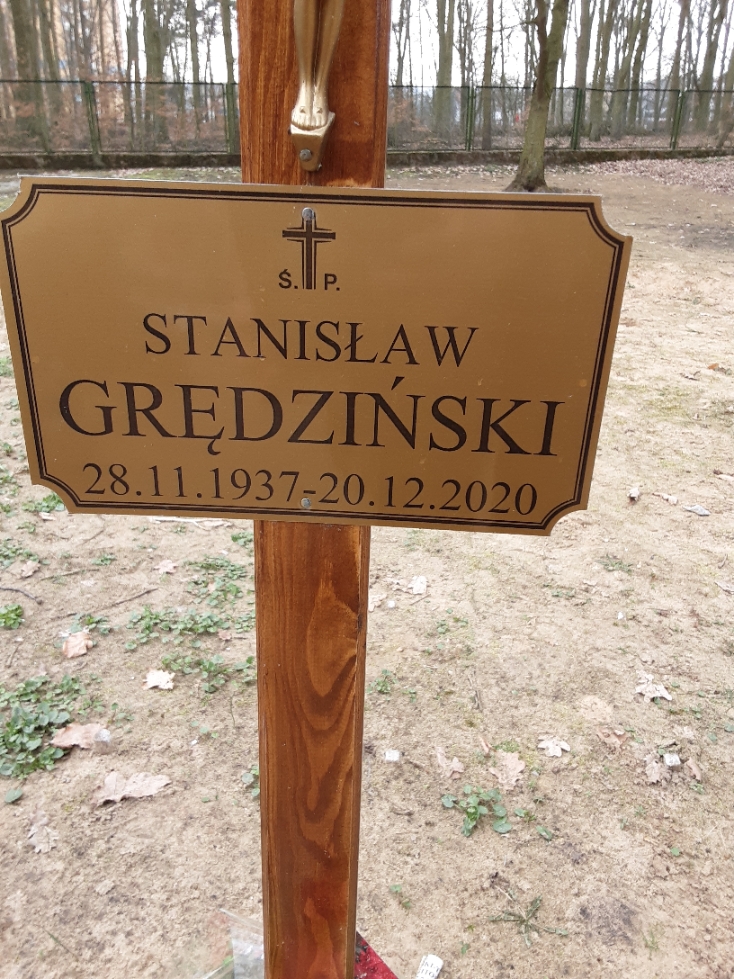 Ś. P.
STANISŁAW
GRĘDZIŃSKI
28.11.1937-20.12.2020